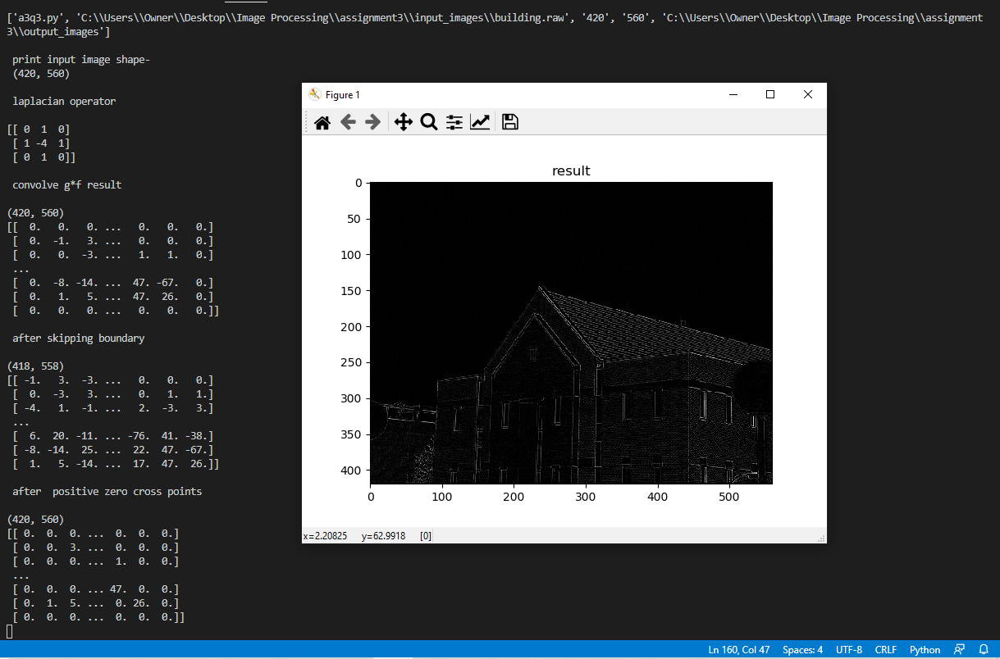 ['a3q3.py', 'C:\\Users\\Owner\\Desktop\\Image Processing\\assignment3\\input_images\\building.raw', '420', '560', 'C:\\Users\\Owner\\Desktop\\Image Processing\\assignment
3\\output_images']
print input image shape-
(420, 560)
laplacian operator
[[ 0  1  0]
[ 1 -4  1]
[ 0  1  0]]
convolve g*f result
(420, 560)
[[  0.   0.   0. ...   0.   0.   0.]
[  0.  -1.   3. ...   0.   0.   0.]
[  0.   0.  -3. ...   1.   1.   0.]
...
[  0.  -8. -14. ...  47. -67.   0.]
[  0.   1.   5. ...  47.  26.   0.]
[  0.   0.   0. ...   0.   0.   0.]]
after skipping boundary
(418, 558)
[[ -1.   3.  -3. ...   0.   0.   0.]
[  0.  -3.   3. ...   0.   1.   1.]
[ -4.   1.  -1. ...   2.  -3.   3.]
...
[  6.  20. -11. ... -76.  41. -38.]
[ -8. -14.  25. ...  22.  47. -67.]
[  1.   5. -14. ...  17.  47.  26.]]
after  positive zero cross points
(420, 560)
[[ 0.  0.  0. ...  0.  0.  0.]
[ 0.  0.  3. ...  0.  0.  0.]
[ 0.  0.  0. ...  1.  0.  0.]
...
[ 0.  0.  0. ... 47.  0.  0.]
[ 0.  1.  5. ...  0. 26.  0.]
[ 0.  0.  0. ...  0.  0.  0.]]
Figure 1
result
0
50
100
150
200
250
300
350
400
0 100 200 300 400 500
x=2.20825 y=62.9918 [0]
Ln 160, Col 47 Spaces: 4 UTF-8 CRLF Python